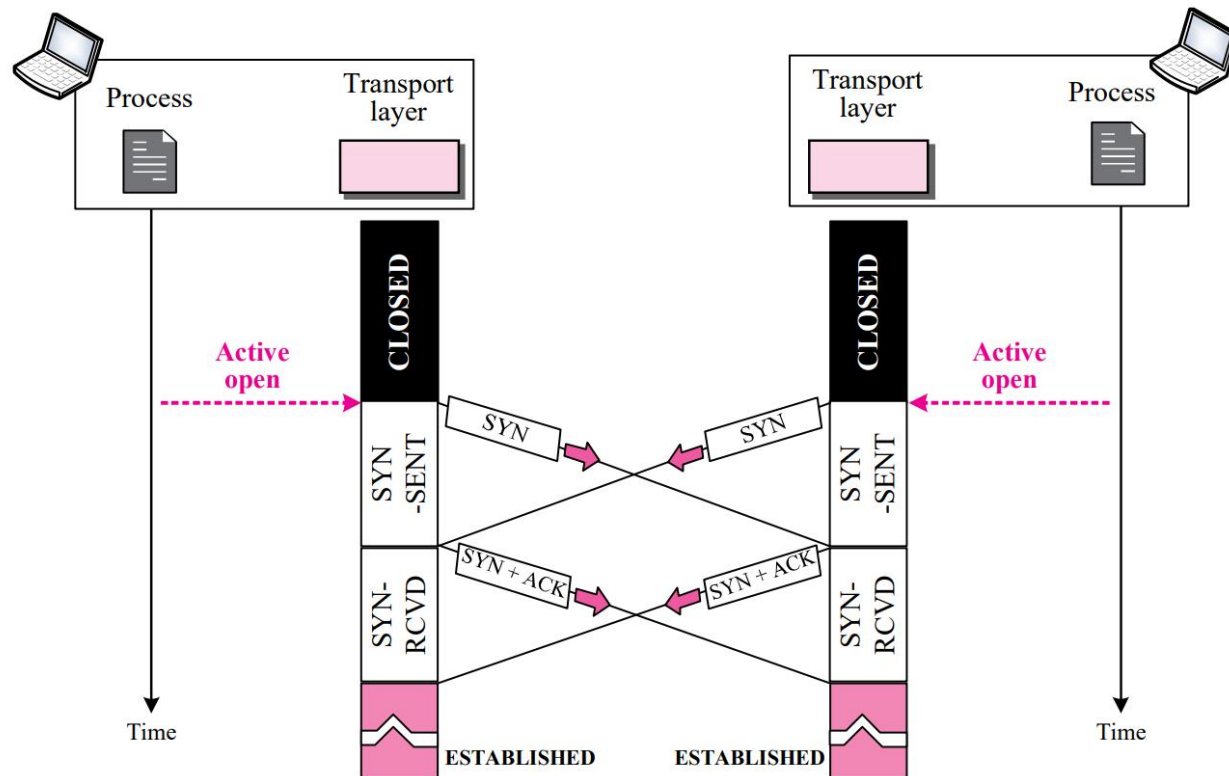 Process
Transport
layer
Transport
layer
Process
CLOSED
CLOSED
Active
open
Active
open
SYN
SYN
SYN
-SENT
SYN
-SENT
SYN + ACK
SYN + ACK
SYN-
RCVD
SYN-
RCVD
Time
Time
ESTABLISHED
ESTABLISHED